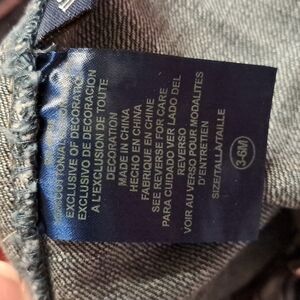 EXCLUSIVE OF DECORATION
EXCLUSIVO DE DECORACION
A L'EXCLUSION DE TOUTE
DECORATION
MADE IN CHINA
HECHO EN CHINA
FABRIQUE EN CHINE
SEE REVERSE FOR CARE
PARA CUIDADO VER LADO DEL
REVERSO
VOIR AU VERSO POUR MODALITES
D'ENTRETIEN
SIZE/TALLA/TAILLE
3-6M